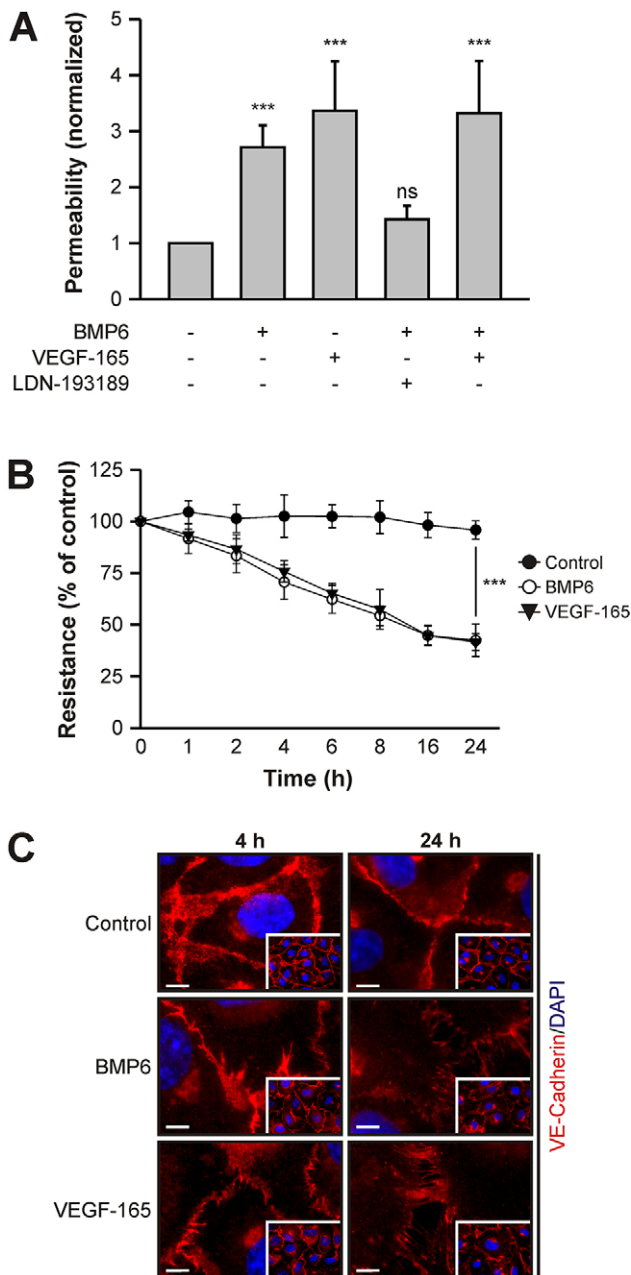 A
Permeability (normalized)
5
4
3
2
1
0
***
***
ns
***
BMP6 - + - + +
VEGF-165 - - + - +
LDN-193189 - - - + -
B
Resistance (% of control)
125
100
75
50
25
0
0 1 2 4 6 8 16 24
Time (h)
***
Control
BMP6
VEGF-165
C
4 h 24 h
Control
BMP6
VEGF-165
VE-Cadherin/DAPI